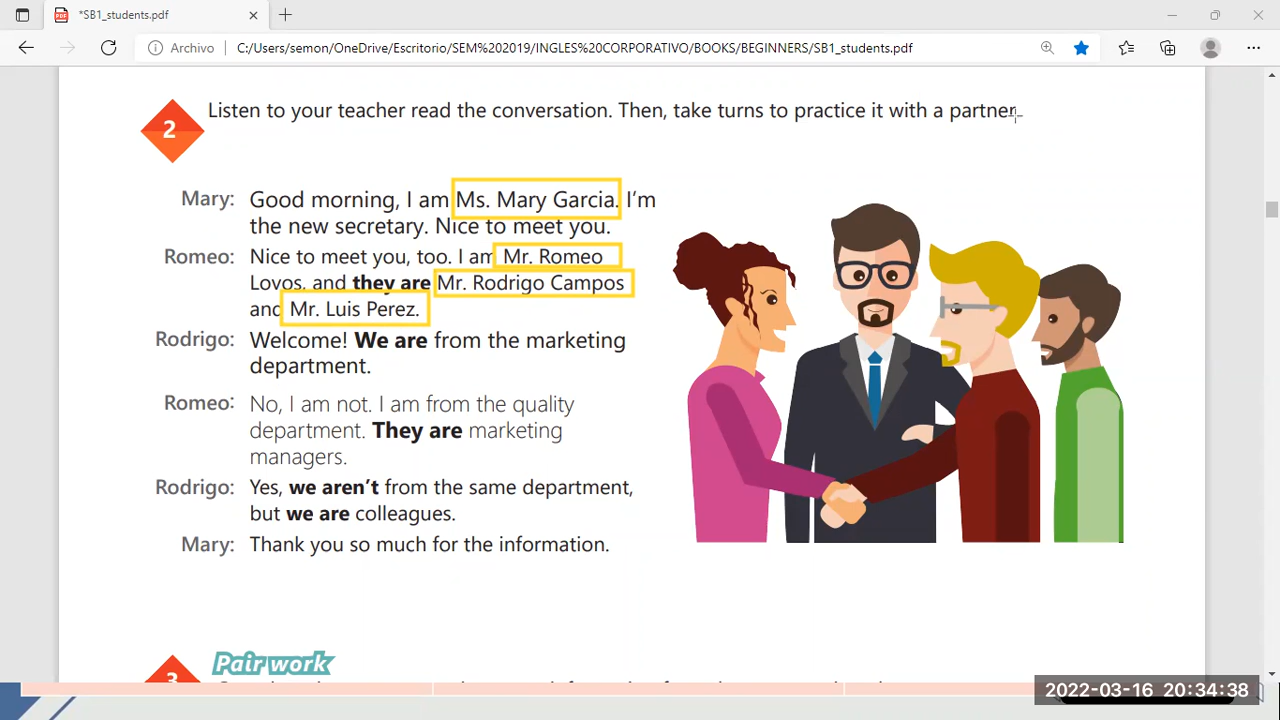 *SB1_students.pdf
Archivo C:/Users/semon/OneDrive/Escritorio/SEM%202019/INGLES%20CORPORATIVO/BOOKS/BEGINNERS/SB1_students.pdf
2 Listen to your teacher read the conversation. Then, take turns to practice it with a partner
Mary: Good morning, I am Ms. Mary Garcia. I'm
the new secretary. Nice to meet you.
Romeo: Nice to meet you, too. I am Mr. Romeo
Lovos, and they are Mr. Rodrigo Campos
and Mr. Luis Perez.
Rodrigo: Welcome! We are from the marketing
department.
Romeo: No, I am not. I am from the quality
department. They are marketing
managers.
Rodrigo: Yes, we aren't from the same department,
but we are colleagues.
Mary: Thank you so much for the information.
3 Pair work
2022-03-16 20:34:38